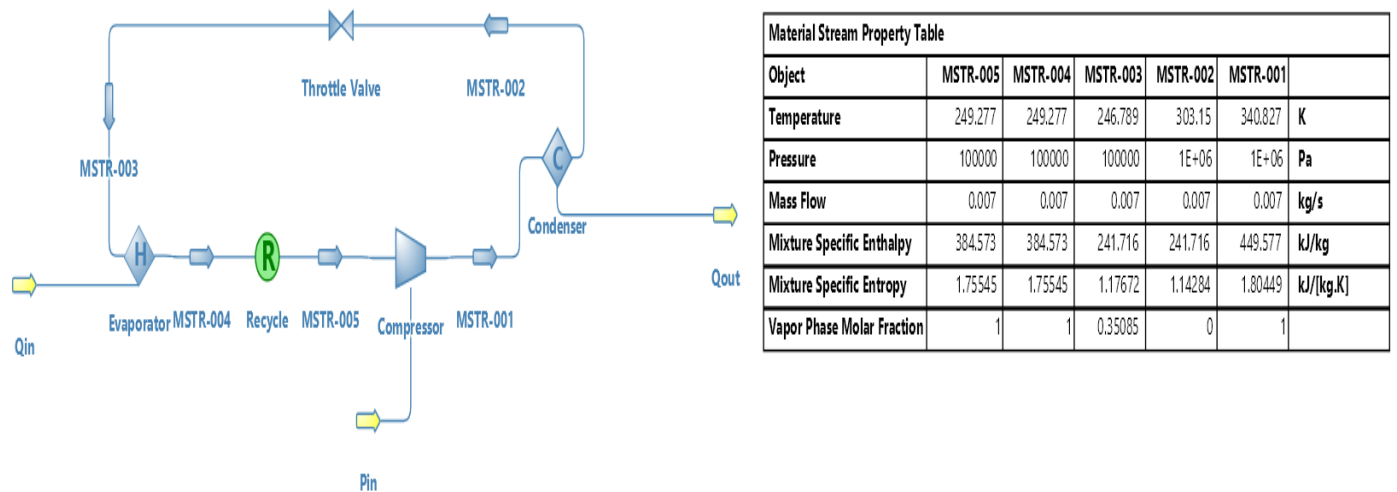 Throttle Valve
MSTR-002
MSTR-003
C
Condenser
H
R
Qout
Evaporator MSTR-004 Recycle MSTR-005 Compressor MSTR-001
Qin
Pin
Material Stream Property Table
Object MSTR-005 MSTR-004 MSTR-003 MSTR-002 MSTR-001
Temperature 249.277 249.277 246.789 303.15 340.827 K
Pressure 100000 100000 100000 1E+06 1E+06 Pa
Mass Flow 0.007 0.007 0.007 0.007 0.007 kg/s
Mixture Specific Enthalpy 384.573 384.573 241.716 241.716 449.577 kJ/kg
Mixture Specific Entropy 1.75545 1.75545 1.17672 1.14284 1.80449 kJ/[kg.K]
Vapor Phase Molar Fraction 1 1 0.35085 0 1